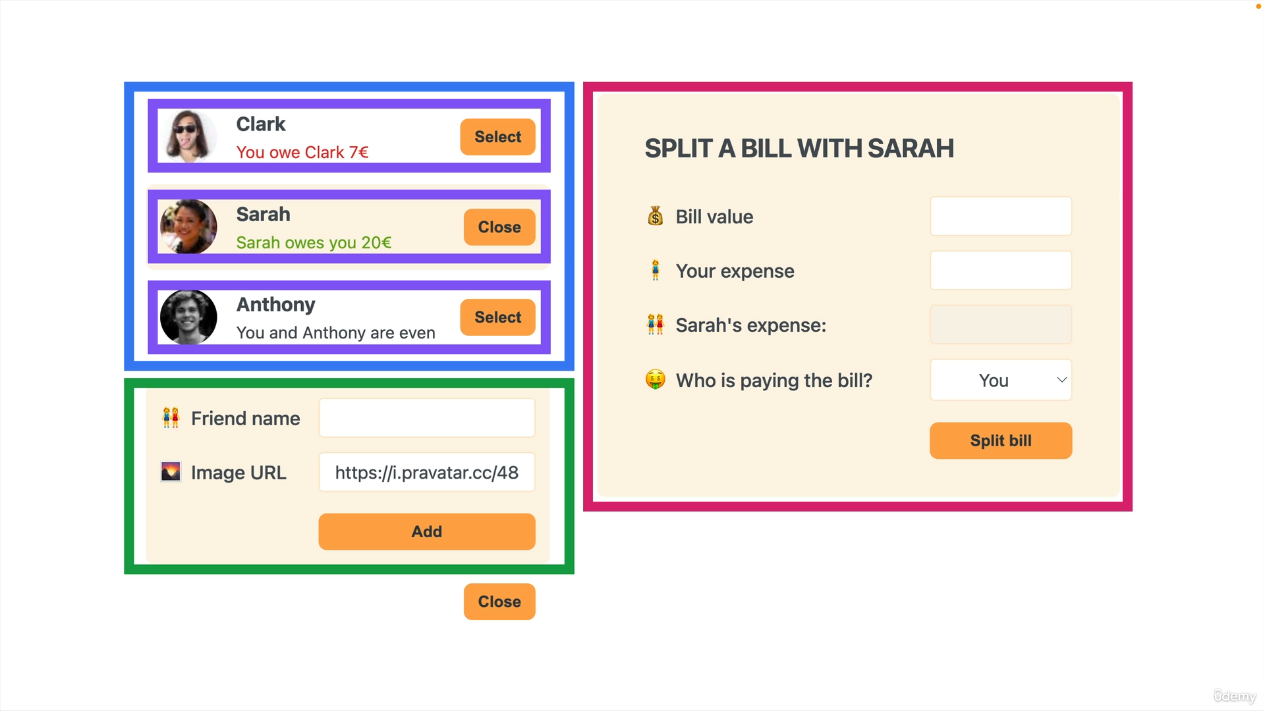 Clark
You owe Clark 7€
Select
Sarah
Sarah owes you 20€
Close
Anthony
You and Anthony are even
Select
Friend name
Image URL
https://i.pravatar.cc/48
Add
Close
SPLIT A BILL WITH SARAH
Bill value
Your expense
Sarah's expense:
Who is paying the bill?
You
Split bill
Udemy